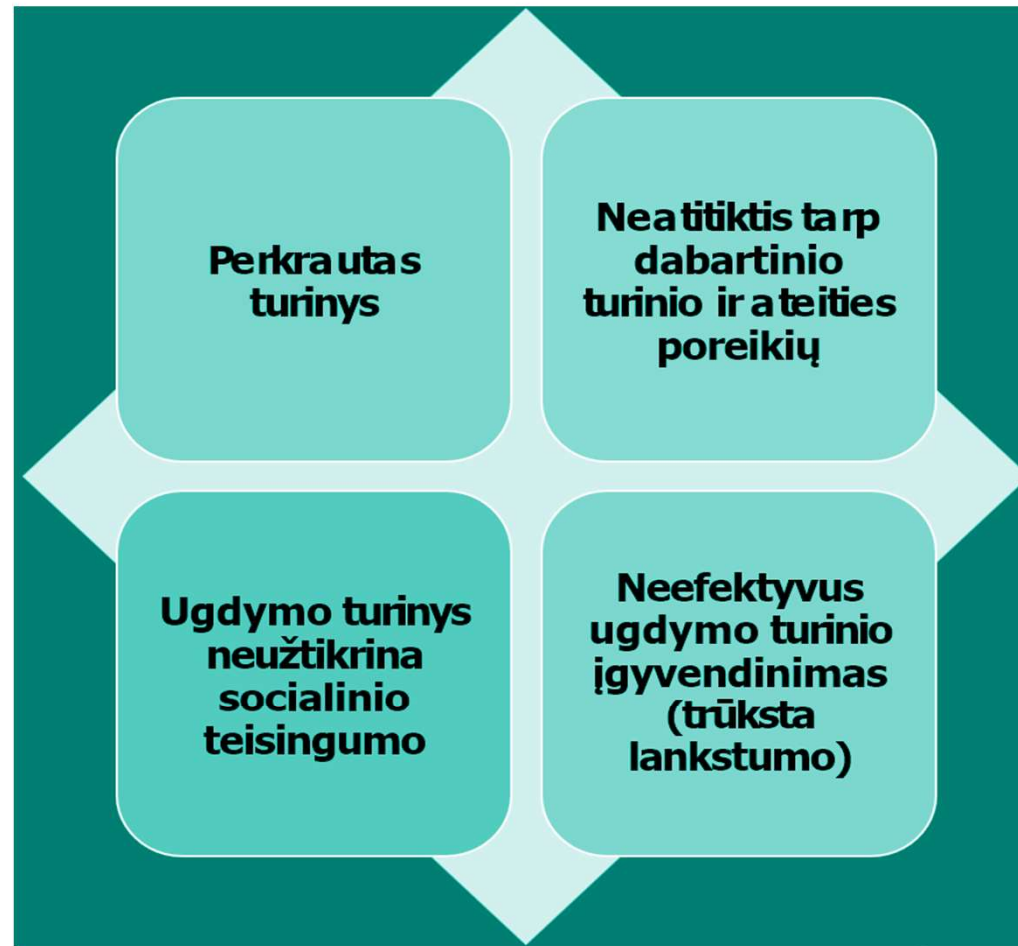 Perkrautas
turinys
Neatitiktis tarp
dabartinio
turinio ir ateities
poreikių
Ugdymo turinys
neužtikrina
socialinio
teisingumo
Neefektyvus
ugdymo turinio
įgyvendinimas
(trūksta
lankstumo)